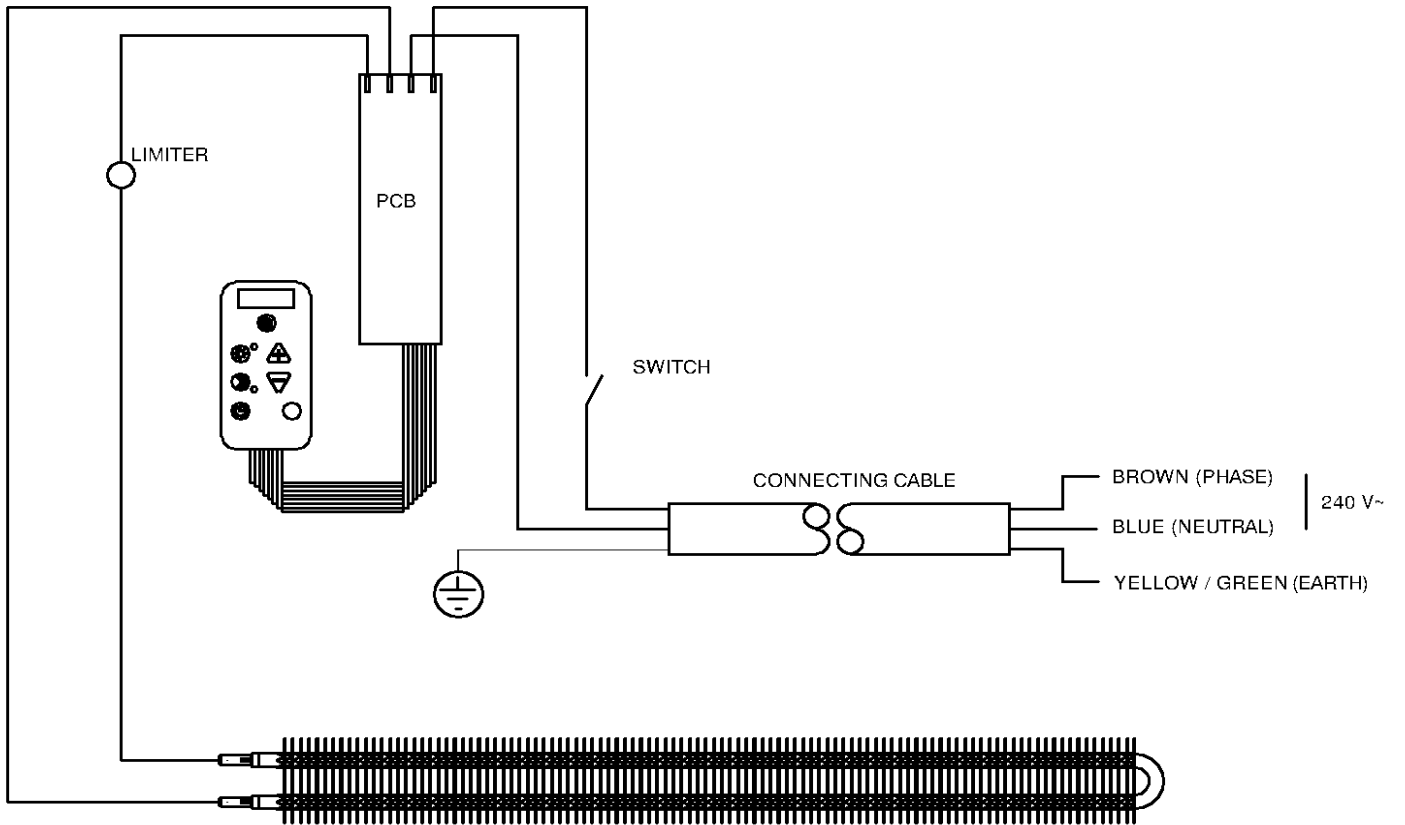 LIMITER
PCB
SWITCH
CONNECTING CABLE
BROWN (PHASE)
240 V~
BLUE (NEUTRAL)
YELLOW / GREEN (EARTH)